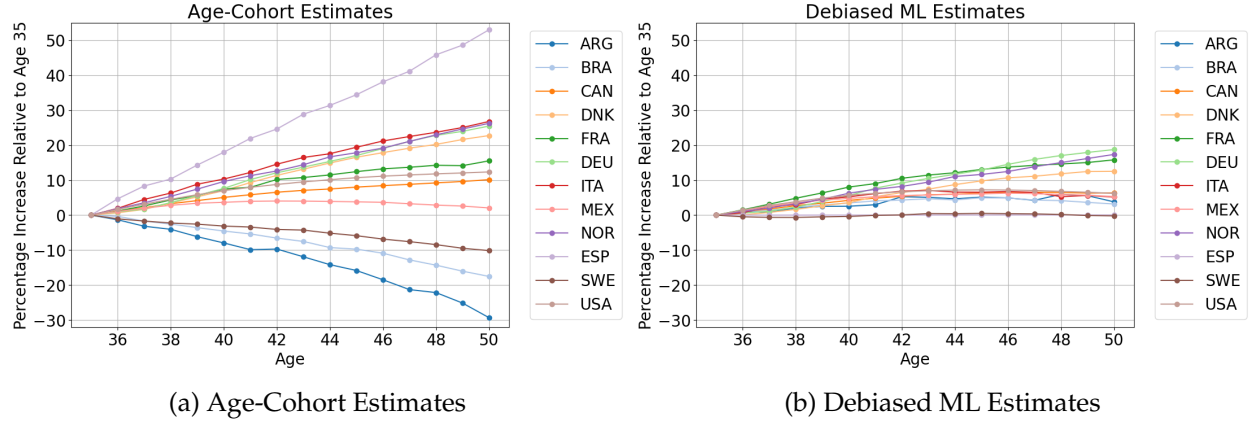 Age-Cohort Estimates
Percentage Increase Relative to Age 35
50
40
30
20
10
0
−10
−20
−30
36 38 40 42 44 46 48 50
Age
ARG
BRA
CAN
DNK
FRA
DEU
ITA
MEX
NOR
ESP
SWE
USA
(a) Age-Cohort Estimates
Debiased ML Estimates
Percentage Increase Relative to Age 35
50
40
30
20
10
0
−10
−20
−30
36 38 40 42 44 46 48 50
Age
ARG
BRA
CAN
DNK
FRA
DEU
ITA
MEX
NOR
ESP
SWE
USA
(b) Debiased ML Estimates